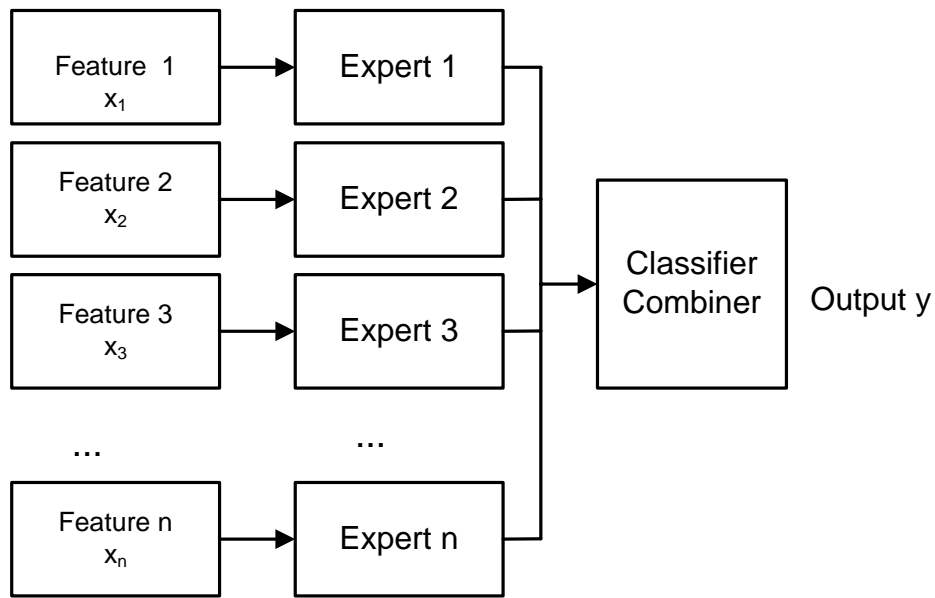 Feature 1
x₁
Expert 1
Feature 2
x₂
Expert 2
Feature 3
x₃
Expert 3
...
...
Feature n
xₙ
Expert n
Classifier
Combiner
Output y